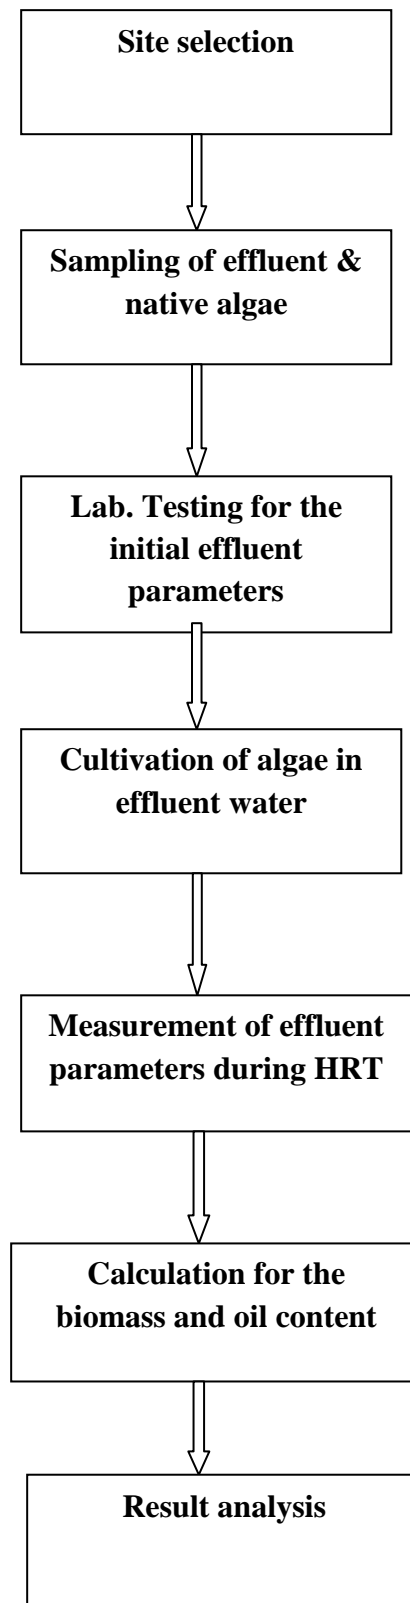 Site selection
Sampling of effluent &
native algae
Lab. Testing for the
initial effluent
parameters
Cultivation of algae in
effluent water
Measurement of effluent
parameters during HRT
Calculation for the
biomass and oil content
Result analysis